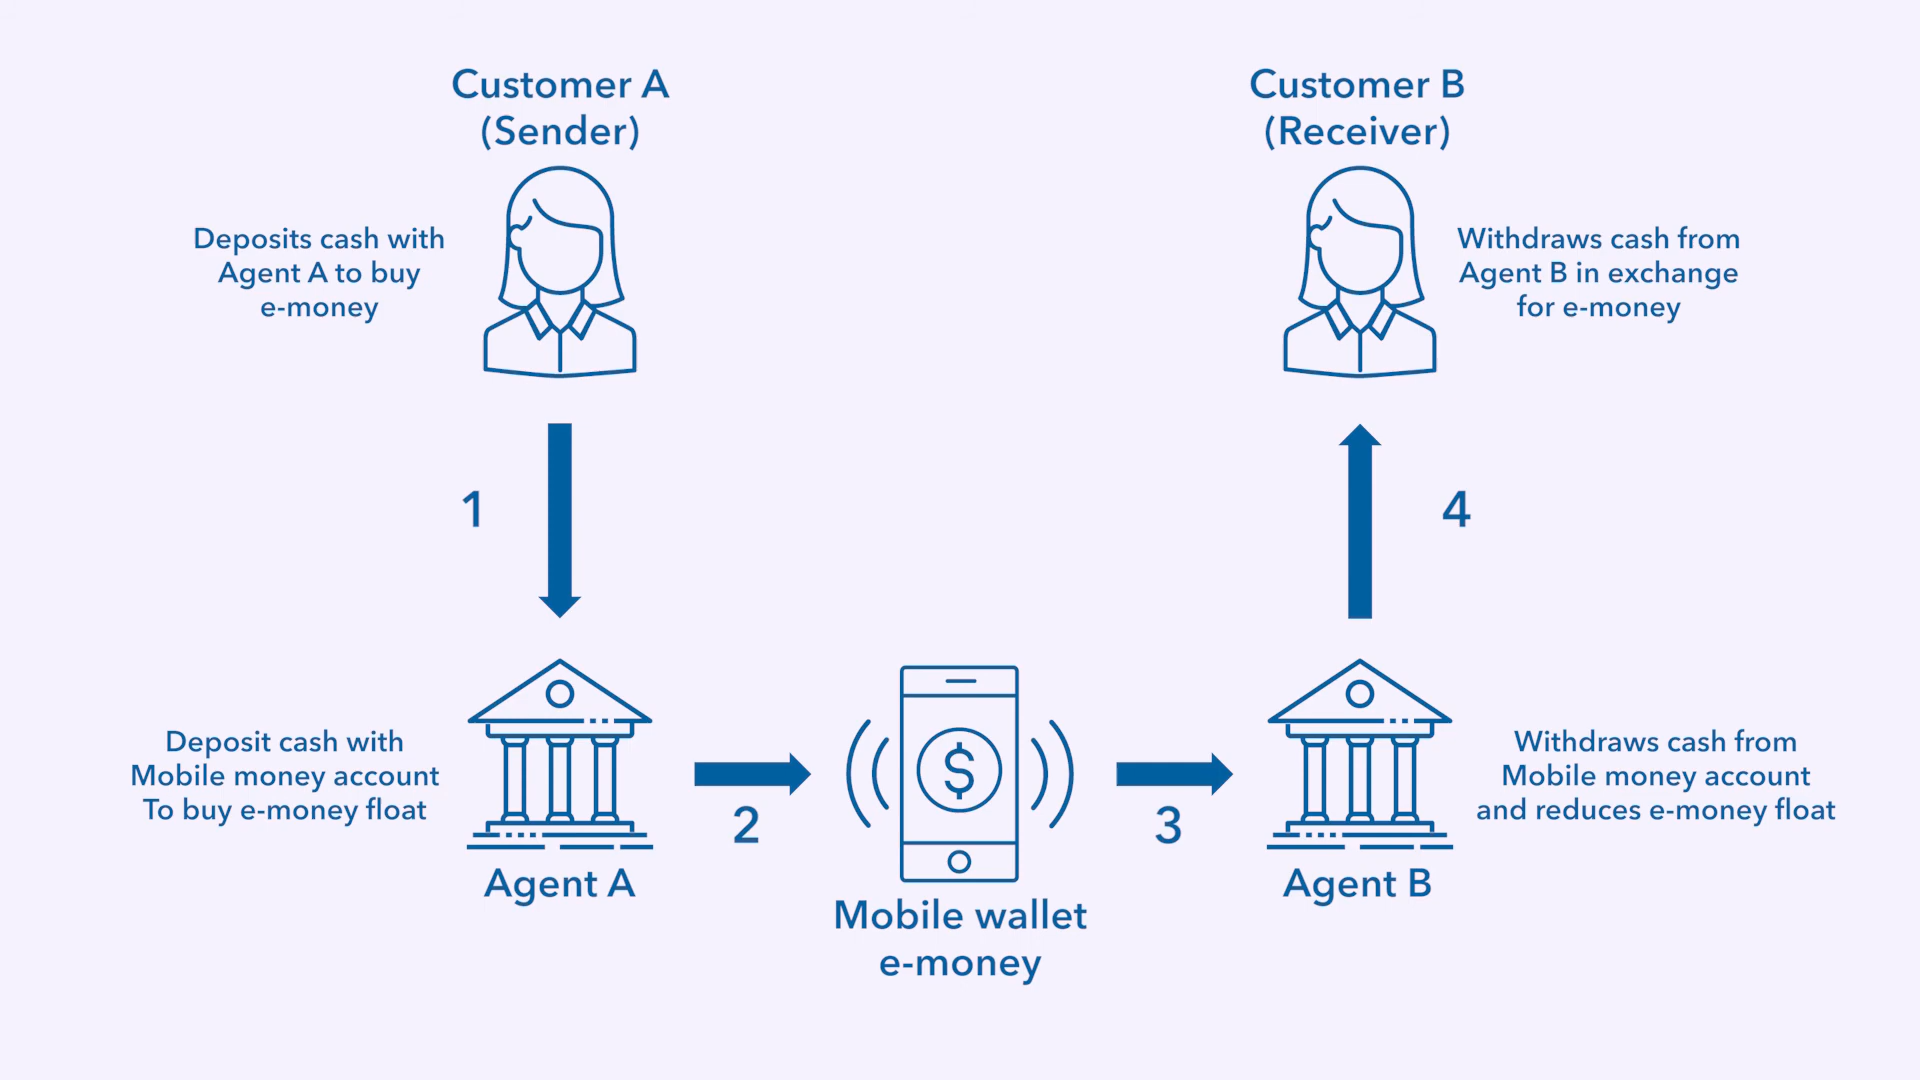 Customer A
(Sender)
Deposits cash with
Agent A to buy
e-money
Customer B
(Receiver)
Withdraws cash from
Agent B in exchange
for e-money
1
4
Deposit cash with
Mobile money account
To buy e-money float
Agent A
2
$
Mobile wallet
e-money
3
Agent B
Withdraws cash from
Mobile money account
and reduces e-money float